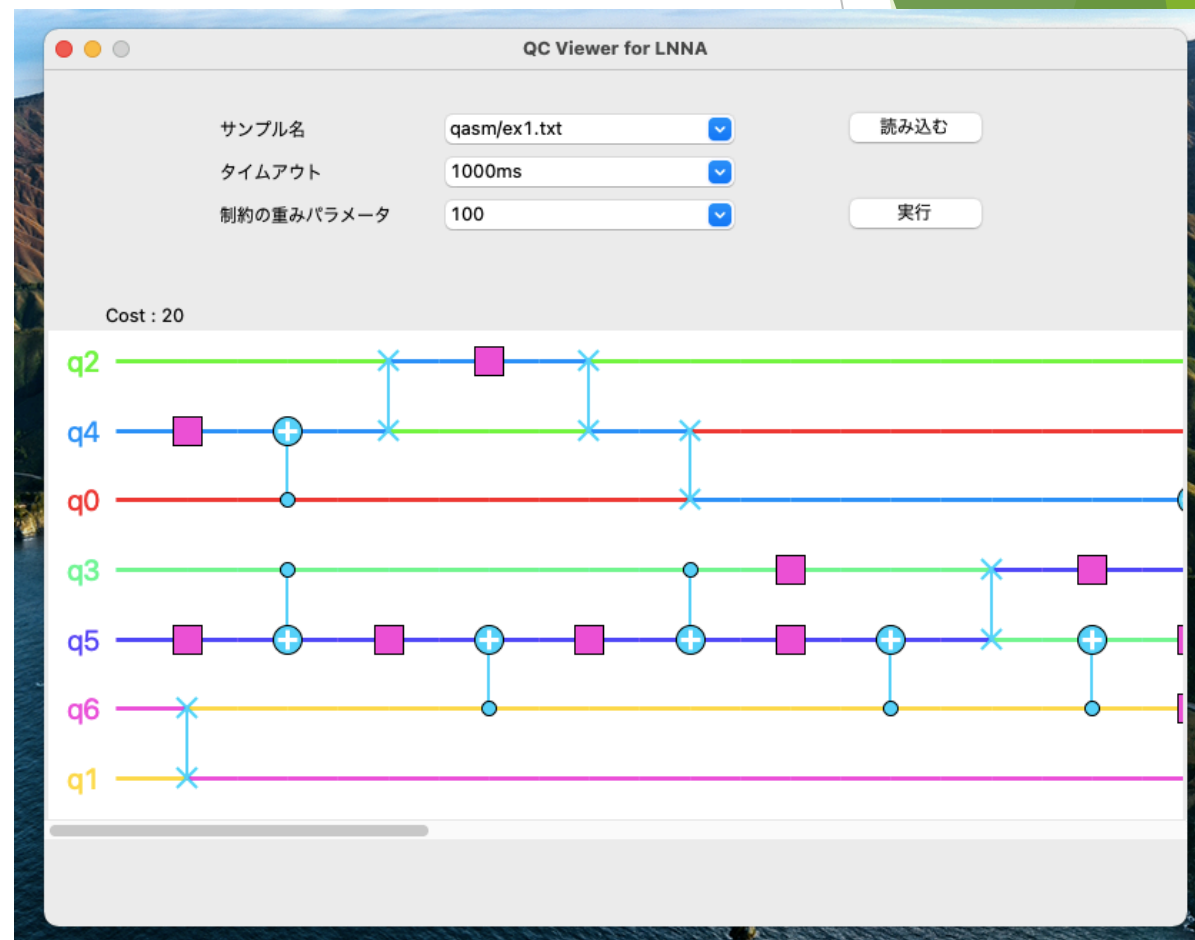 QC Viewer for LNNA
サンプル名 qasm/ex1.txt 読み込む
タイムアウト 1000ms
制約の重みパラメータ 100 実行
Cost : 20
q2
q4
q0
q3
q5
q6
q1